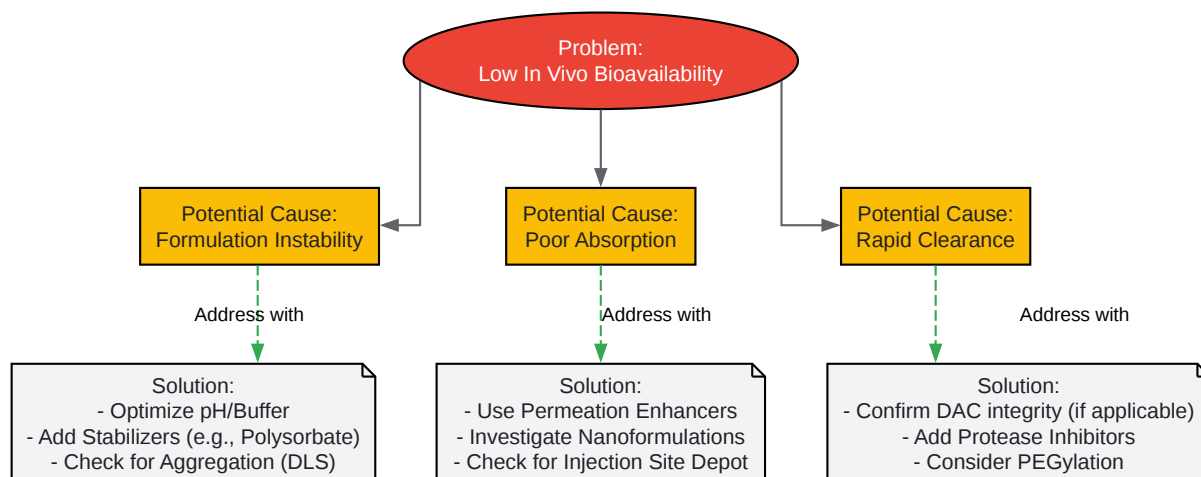 Problem:
Low In Vivo Bioavailability
Potential Cause:
Formulation Instability
Potential Cause:
Poor Absorption
Potential Cause:
Rapid Clearance
Address with
Address with
Address with
Solution:
- Optimize pH/Buffer
- Add Stabilizers (e.g., Polysorbate)
- Check for Aggregation (DLS)
Solution:
- Use Permeation Enhancers
- Investigate Nanoformulations
- Check for Injection Site Depot
Solution:
- Confirm DAC integrity (if applicable)
- Add Protease Inhibitors
- Consider PEGylation